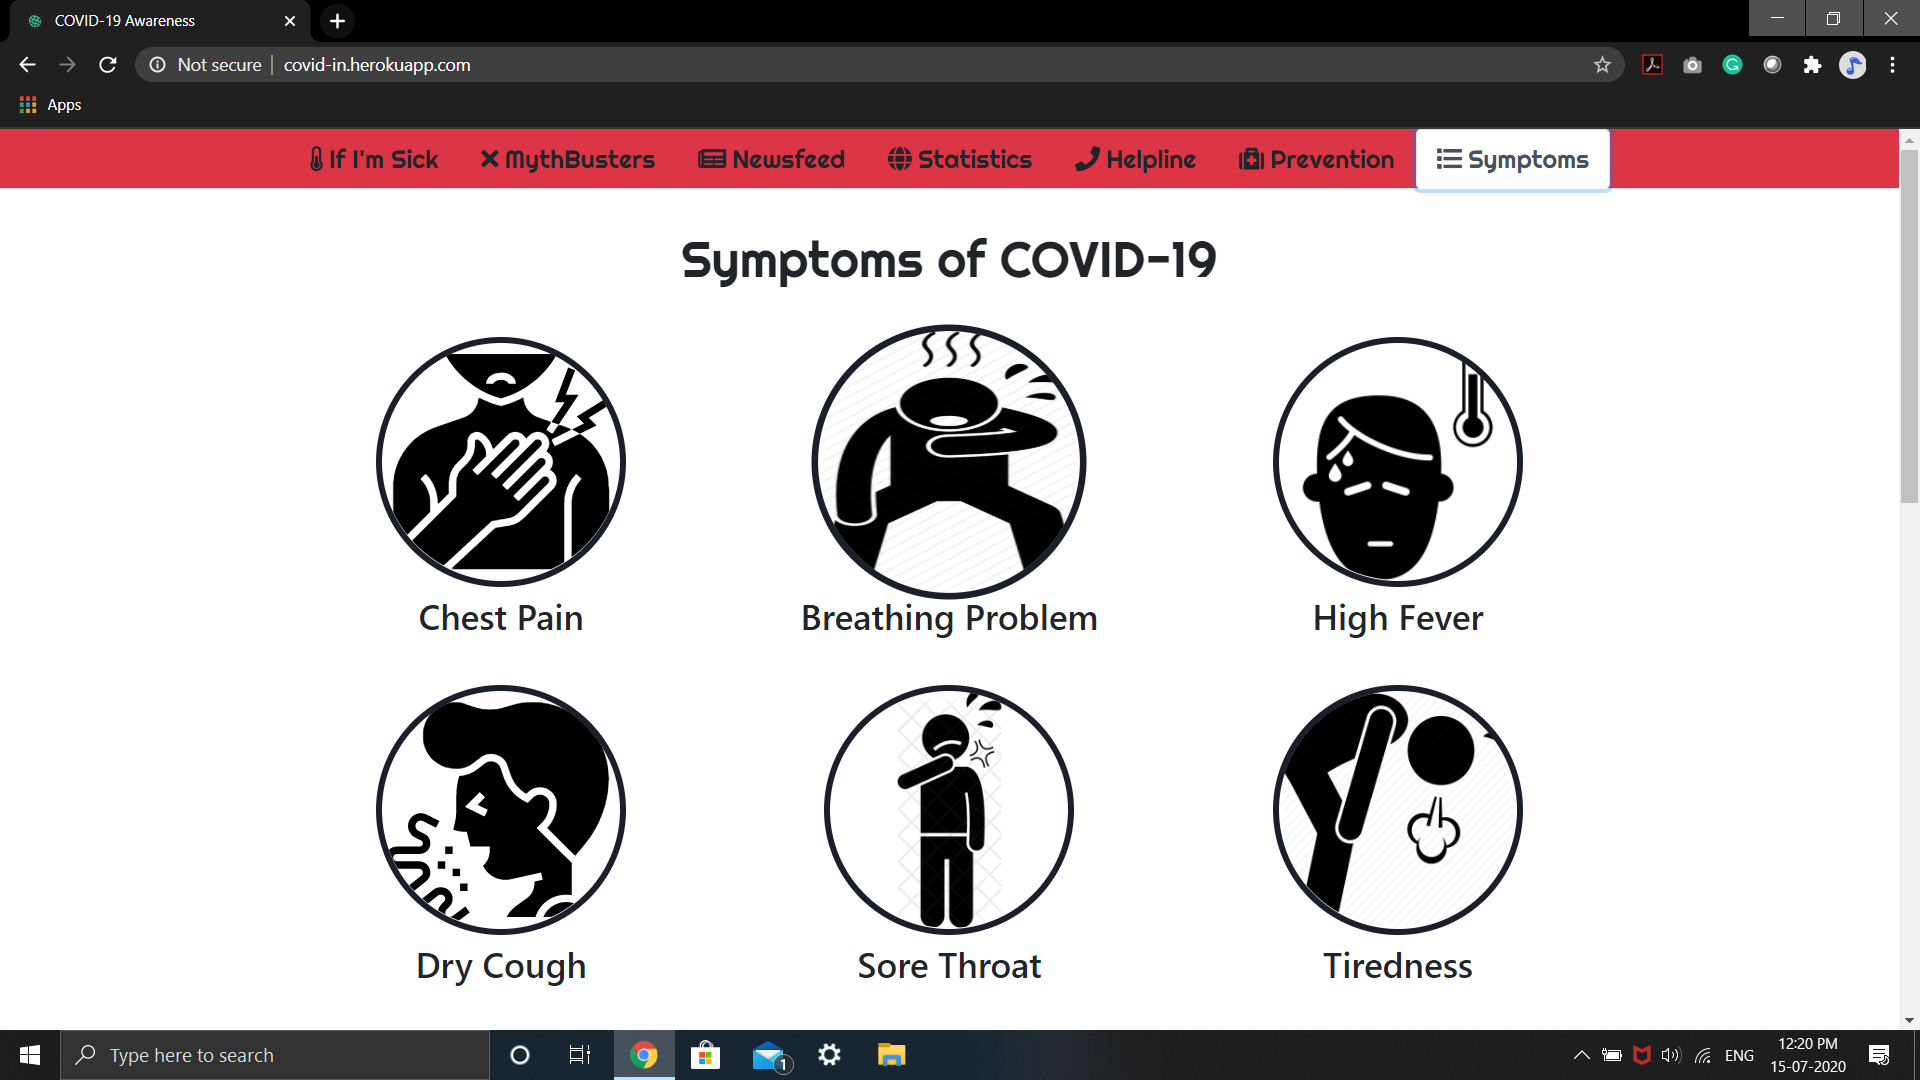 COVID-19 Awareness
Not secure | covid-in.herokuapp.com
Apps
If I'm Sick MythBusters Newsfeed Statistics Helpline Prevention Symptoms
Symptoms of COVID-19
Chest Pain Breathing Problem High Fever
Dry Cough Sore Throat Tiredness
Type here to search
1
ENG
12:20 PM
15-07-2020